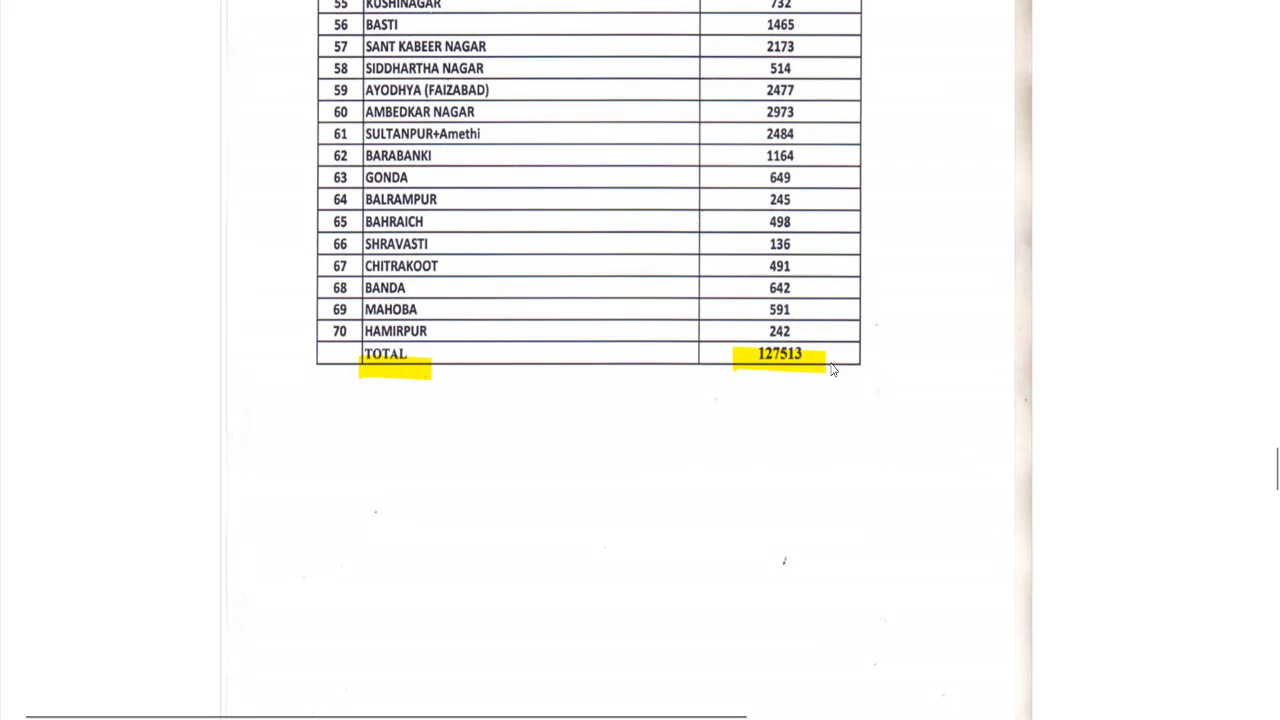 55 KUSHINAGAR 732
56 BASTI 1465
57 SANT KABEER NAGAR 2173
58 SIDDHARTHA NAGAR 514
59 AYODHYA (FAIZABAD) 2477
60 AMBEDKAR NAGAR 2973
61 SULTANPUR+Amethi 2484
62 BARABANKI 1164
63 GONDA 649
64 BALRAMPUR 245
65 BAHRAICH 498
66 SHRAVASTI 136
67 CHITRAKOOT 491
68 BANDA 642
69 MAHOBA 591
70 HAMIRPUR 242
TOTAL 127513